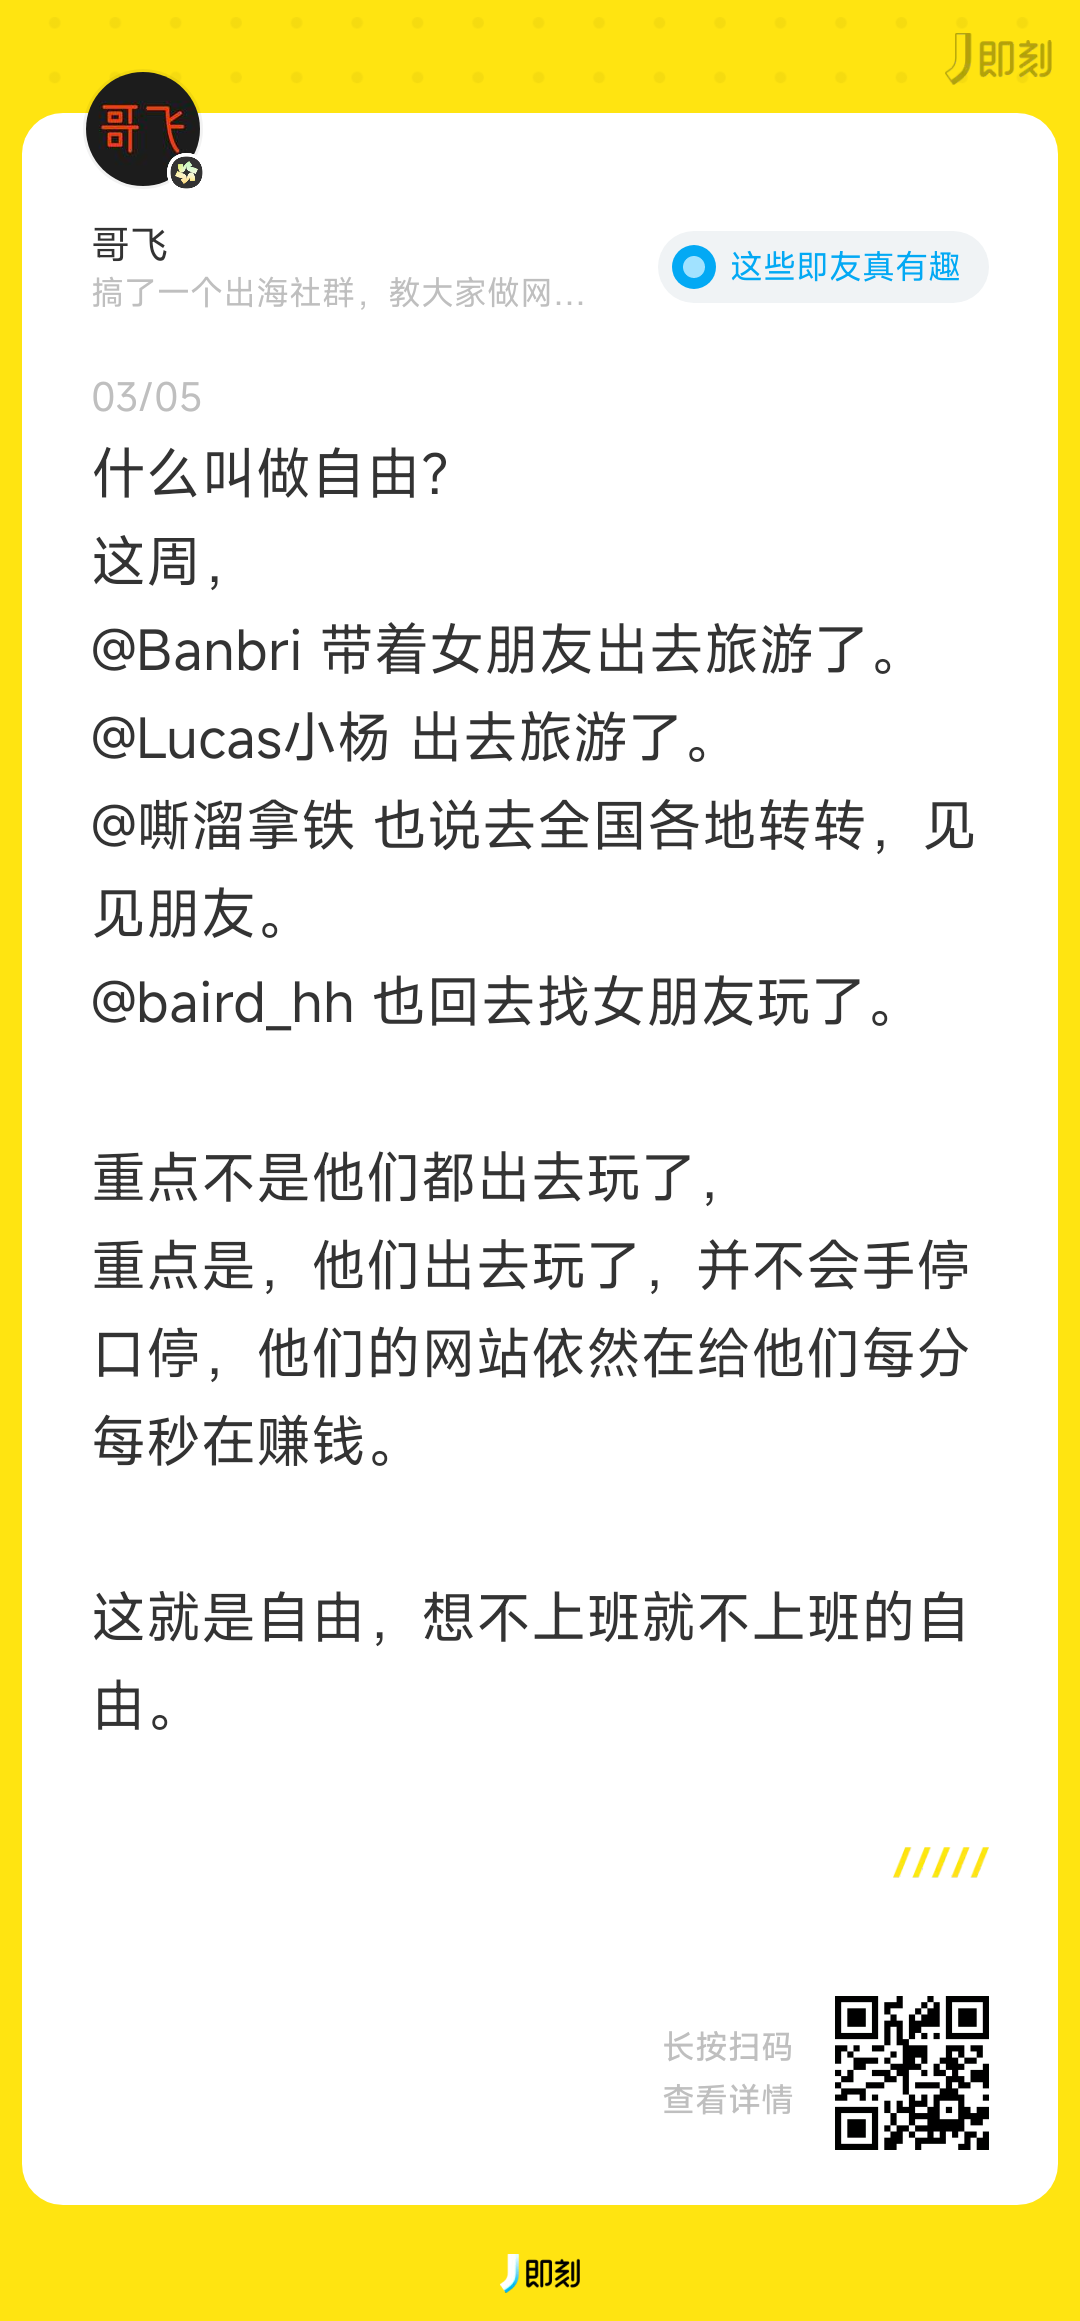 即刻
哥飞
哥飞
搞了一个出海社群，教大家做网...
这些即友真有趣
03/05
什么叫做自由？
这周，
@Banbri 带着女朋友出去旅游了。
@Lucas小杨 出去旅游了。
@嘶溜拿铁 也说去全国各地转转，见
见朋友。
@baird_hh 也回去找女朋友玩了。
重点不是他们都出去玩了，
重点是，他们出去玩了，并不会手停
口停，他们的网站依然在给他们每分
每秒在赚钱。
这就是自由，想不上班就不上班的自
由。
长按扫码
查看详情
即刻